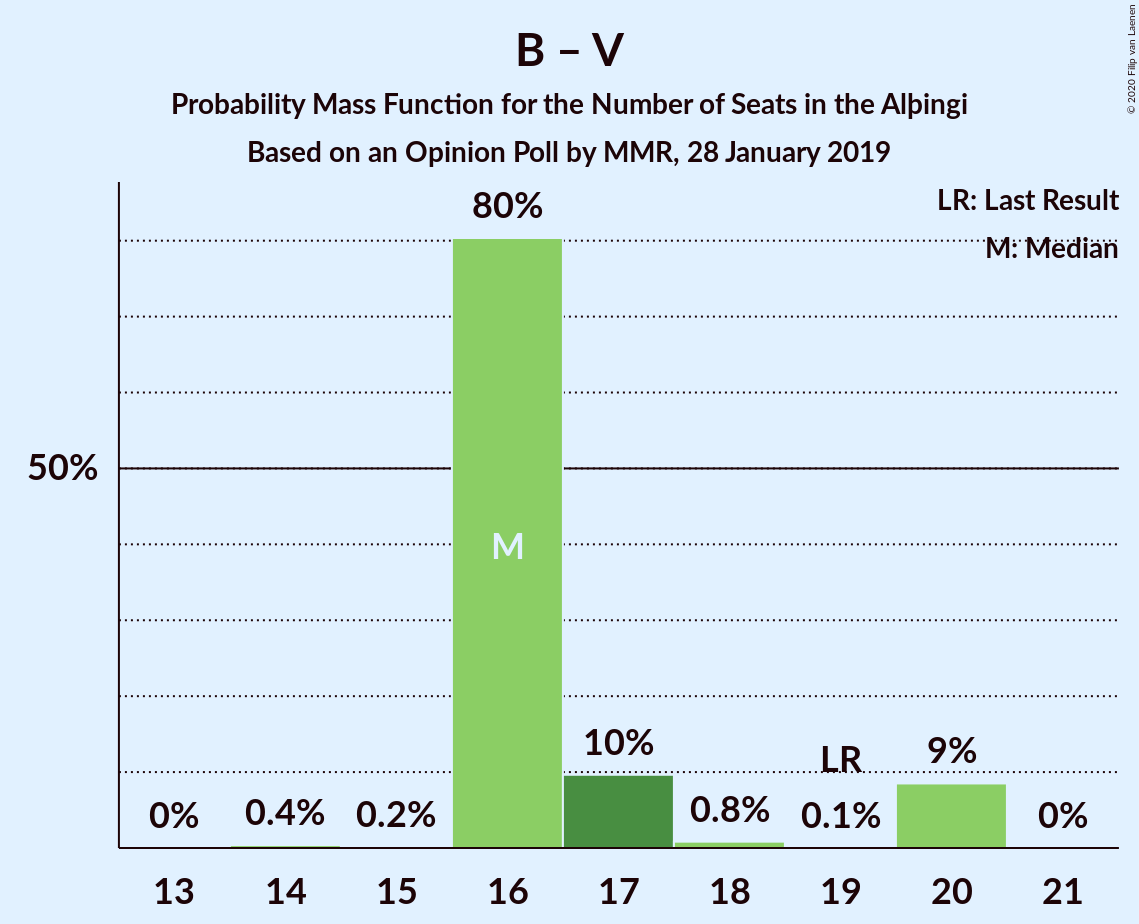 B – V
Probability Mass Function for the Number of Seats in the Alþingi
Based on an Opinion Poll by MMR, 28 January 2019
© 2020 Filip van Laenen
LR: Last Result
M: Median
80%
50%
M
10%
LR
9%
0%
0.4%
0.2%
0.8%
0.1%
0%
13 14 15 16 17 18 19 20 21